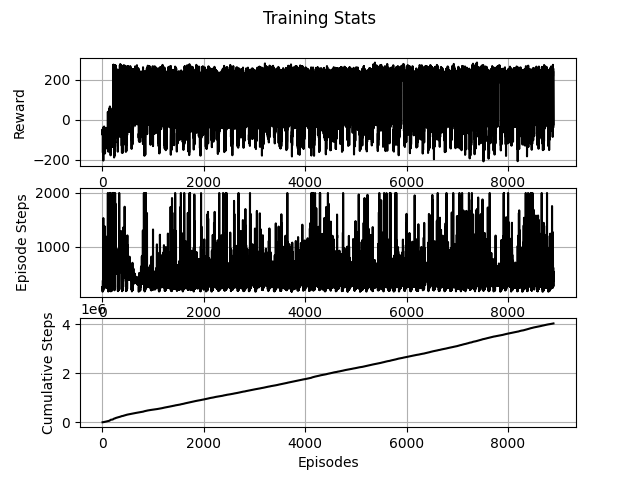 Training Stats
Reward
200
0
−200
0 2000 4000 6000 8000
Episode Steps
2000
1000
0 2000 4000 6000 8000
1e6
Cumulative Steps
4
2
0
0 2000 4000 6000 8000
Episodes